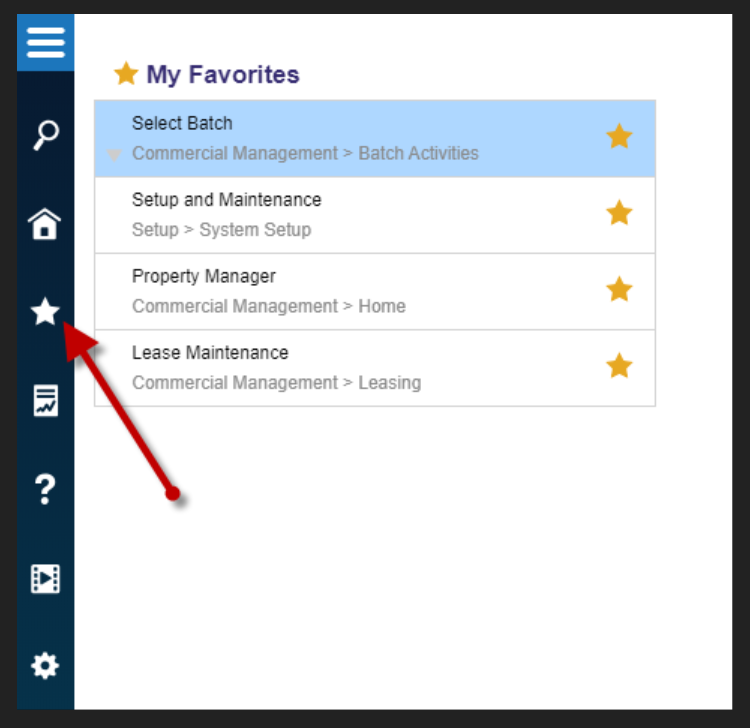 My Favorites
Select Batch
Commercial Management > Batch Activities
Setup and Maintenance
Setup > System Setup
Property Manager
Commercial Management > Home
Lease Maintenance
Commercial Management > Leasing
?